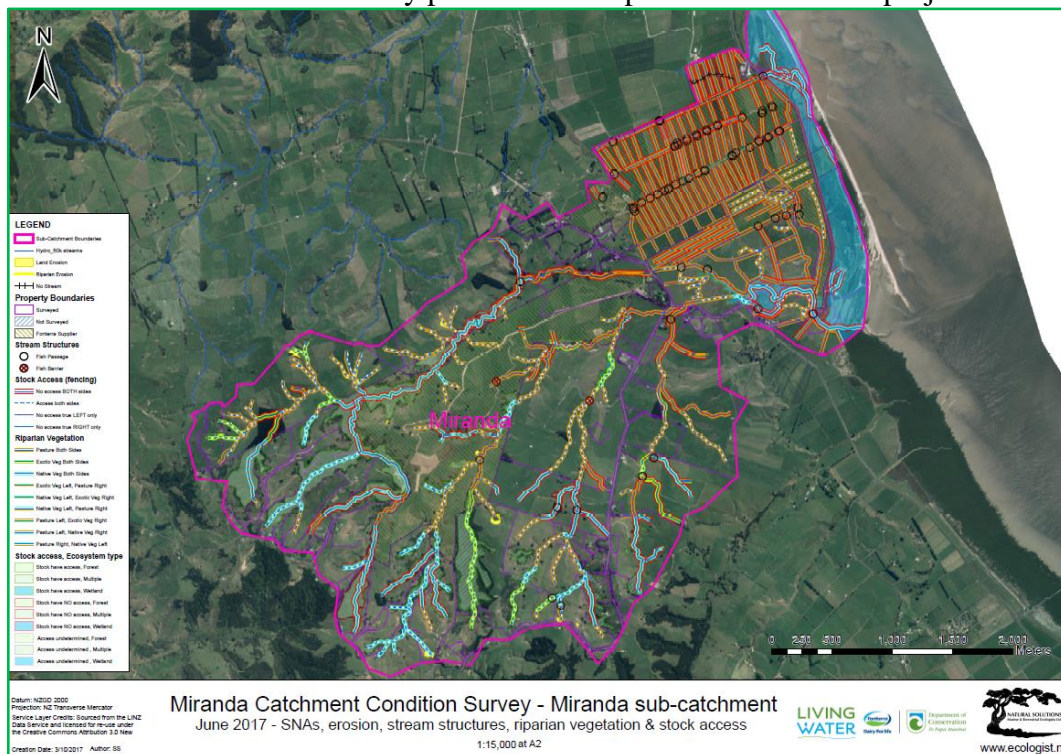 N
LEGEND
Sub-Catchment Boundaries
Hydro_50k streams
Land Erosion
Riparian Erosion
No Stream
Property Boundaries
Surveyed
Not Surveyed
Fonterra Supplier
Stream Structures
Fish Passage
Fish Barrier
Stock Access (fencing)
No access BOTH sides
Access both sides
No access true LEFT only
No access true RIGHT only
Riparian Vegetation
Pasture Both Sides
Exotic Veg Both Sides
Native Veg Both Sides
Exotic Veg Left, Pasture Right
Native Veg Left, Exotic Veg Right
Native Veg Left, Pasture Right
Pasture Left, Exotic Veg Right
Pasture Left, Native Veg Right
Pasture Right, Native Veg Left
Stock access, Ecosystem type
Stock have access, Forest
Stock have access, Multiple
Stock have access, Wetland
Stock have NO access, Forest
Stock have NO access, Multiple
Stock have NO access, Wetland
Access undetermined, Forest
Access undetermined , Multiple
Access undetermined, Wetland
Miranda
0 250 500 1,000 1,500 2,000
Meters
Datum: NZGD 2000
Projection: NZ Transverse Mercator
Service Layer Credits: Sourced from the LINZ
Data Service and licensed for re-use under
the Creative Commons Attribution 3.0 New
Creation Date: 3/10/2017 Author: SS
Miranda Catchment Condition Survey - Miranda sub-catchment
June 2017 - SNAs, erosion, stream structures, riparian vegetation & stock access
1:15,000 at A2
LIVING
WATER
Fonterra
Dairy for life
Department of
Conservation
Te Papa Atawhai
NATURAL SOLUTIONS
www.ecologist.n